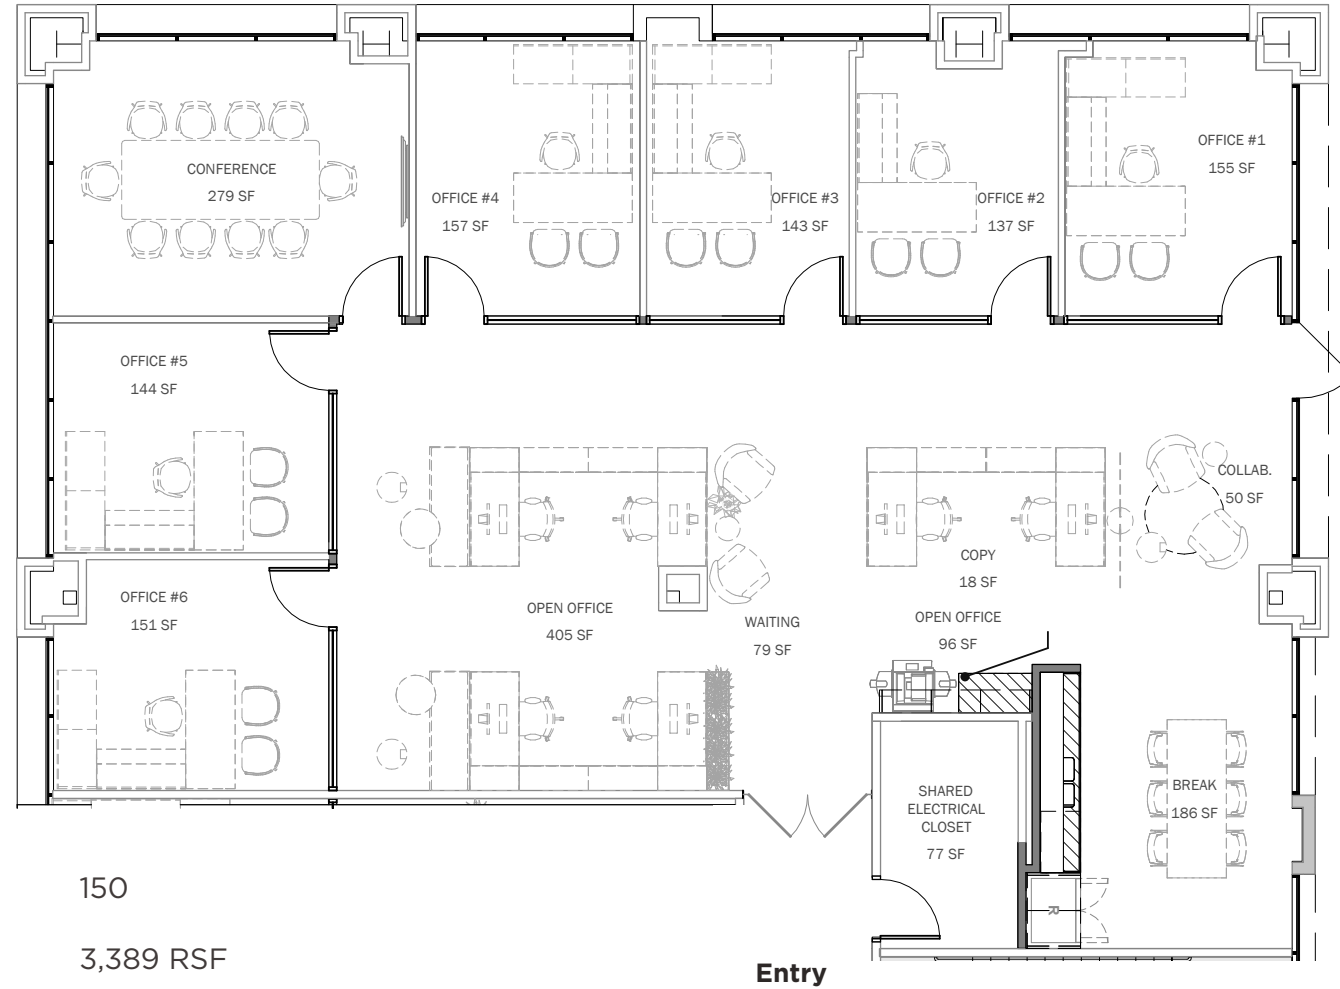 CONFERENCE
279 SF
OFFICE #4
157 SF
OFFICE #3
143 SF
OFFICE #2
137 SF
OFFICE #1
155 SF
OFFICE #5
144 SF
OFFICE #6
151 SF
OPEN OFFICE
405 SF
WAITING
79 SF
COPY
18 SF
OPEN OFFICE
96 SF
COLLAB.
50 SF
SHARED
ELECTRICAL
CLOSET
77 SF
BREAK
186 SF
R
150
3,389 RSF
Entry